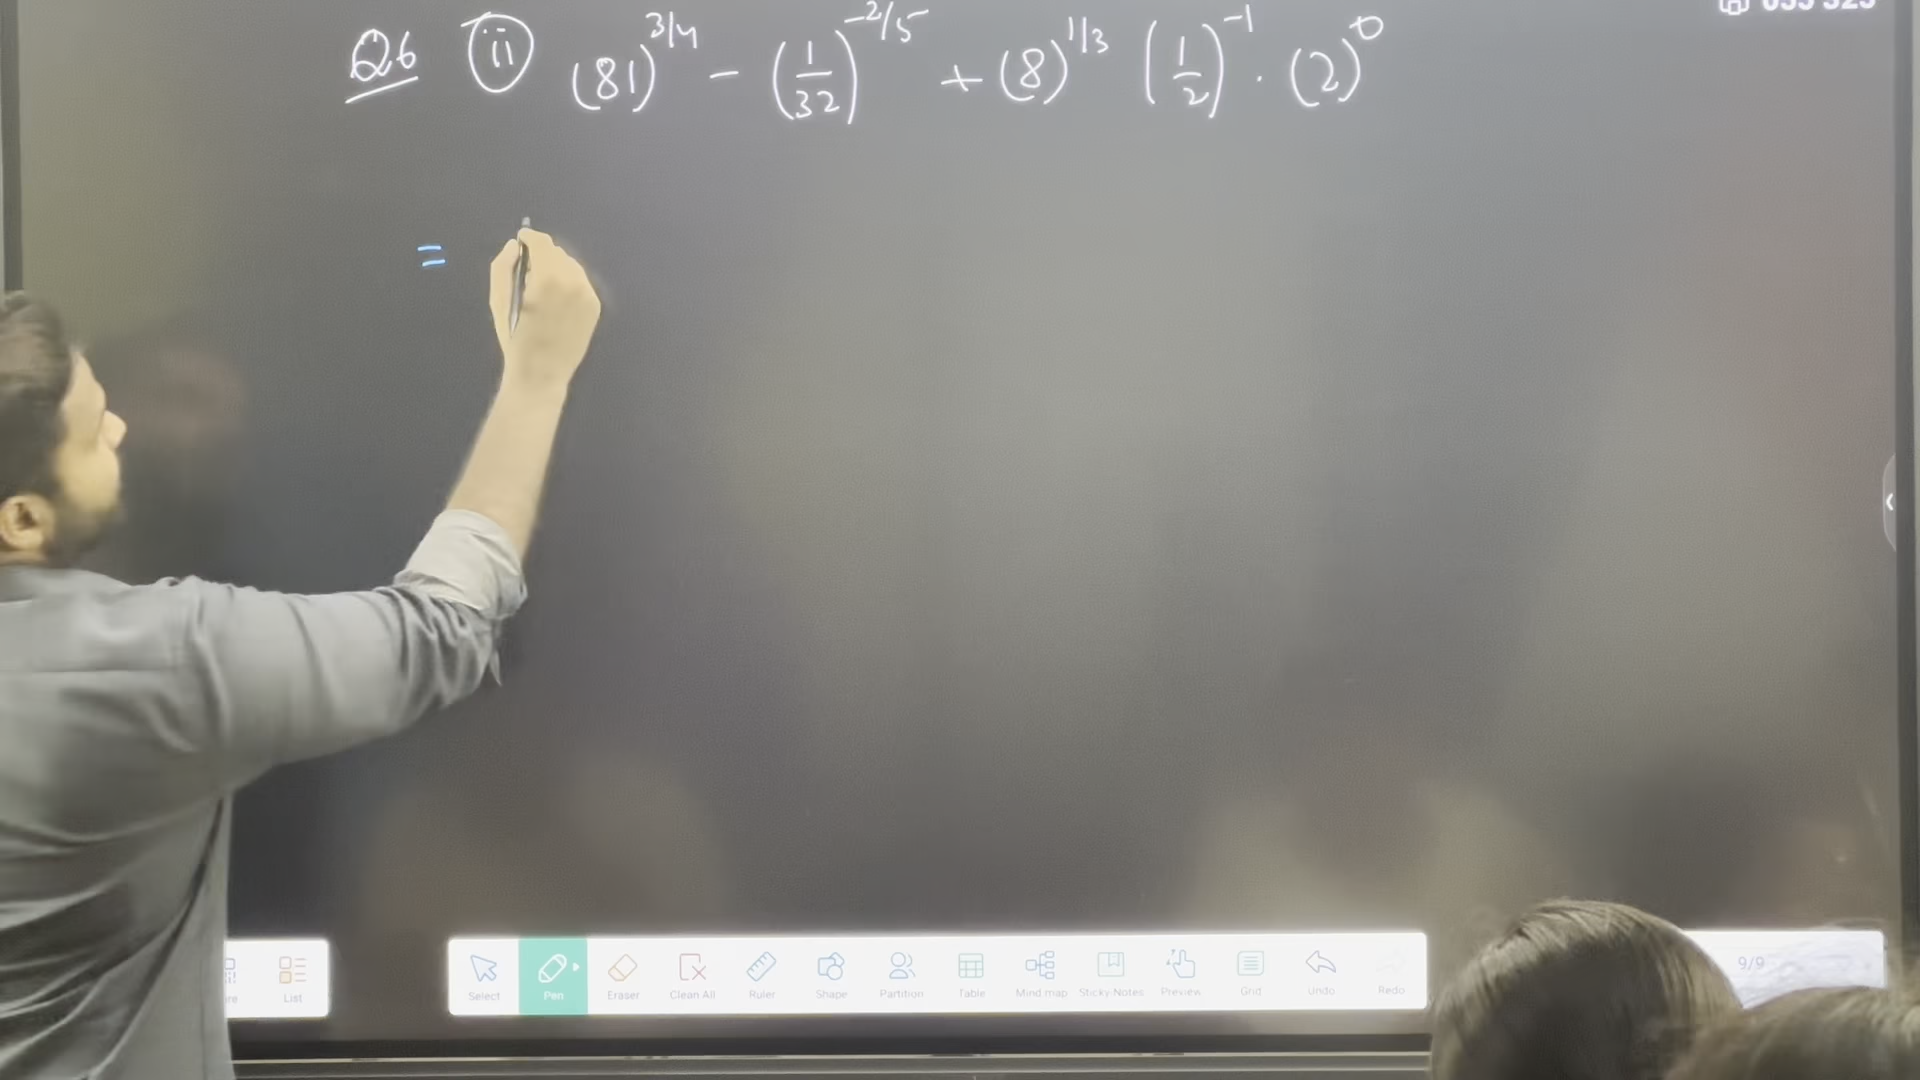 Q6 (ii) (81)^{3/4} - (1/32)^{-2/5} + (8)^{1/3} (1/2)^{-1} . (2)^0
=
List
Select Pen Eraser Clean All Ruler Shape Partition Table Mind map Sticky Notes Preview Grid Undo Redo
9/9